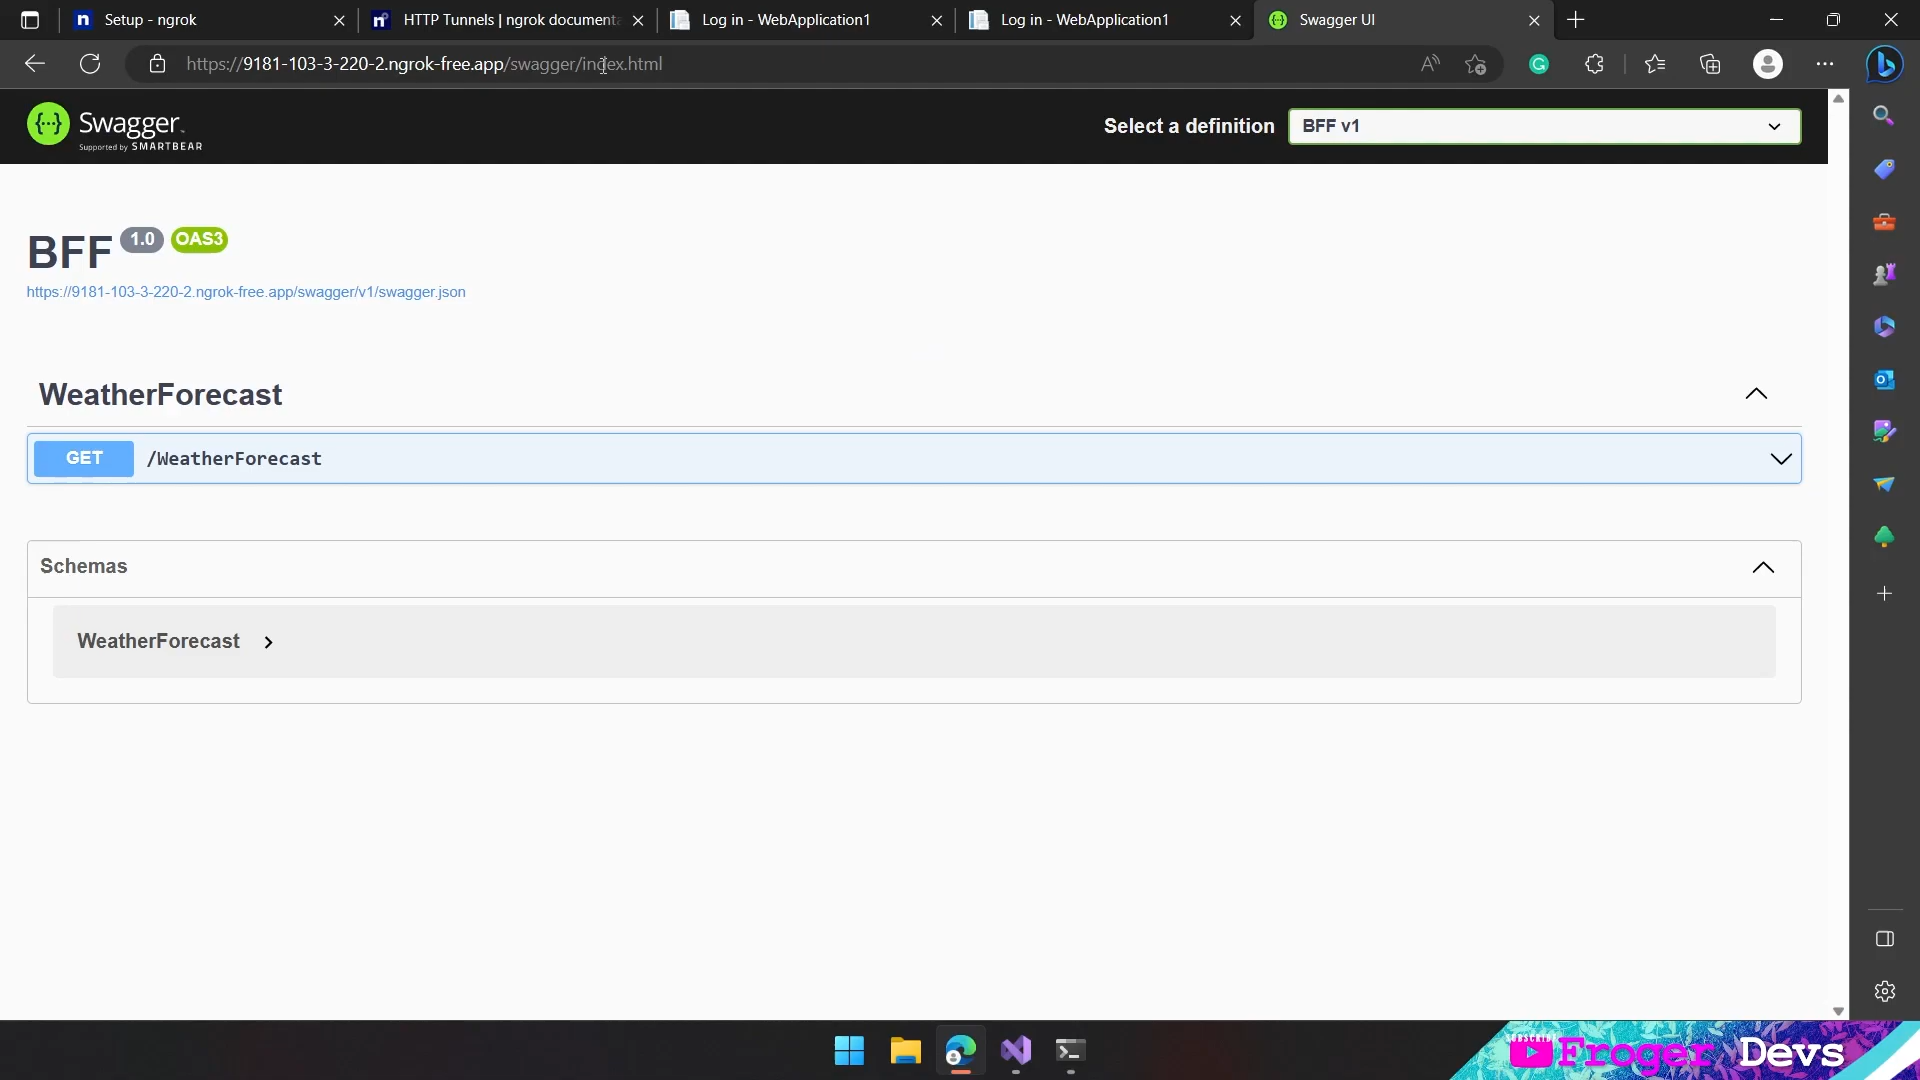 Setup - ngrok
HTTP Tunnels | ngrok documenta
Log in - WebApplication1
Log in - WebApplication1
Swagger UI
https://9181-103-3-220-2.ngrok-free.app/swagger/index.html
Swagger
Supported by SMARTBEAR
Select a definition
BFF v1
BFF 1.0 OAS3
https://9181-103-3-220-2.ngrok-free.app/swagger/v1/swagger.json
WeatherForecast
GET /WeatherForecast
Schemas
WeatherForecast
SUBSCRIBE
Froger Devs